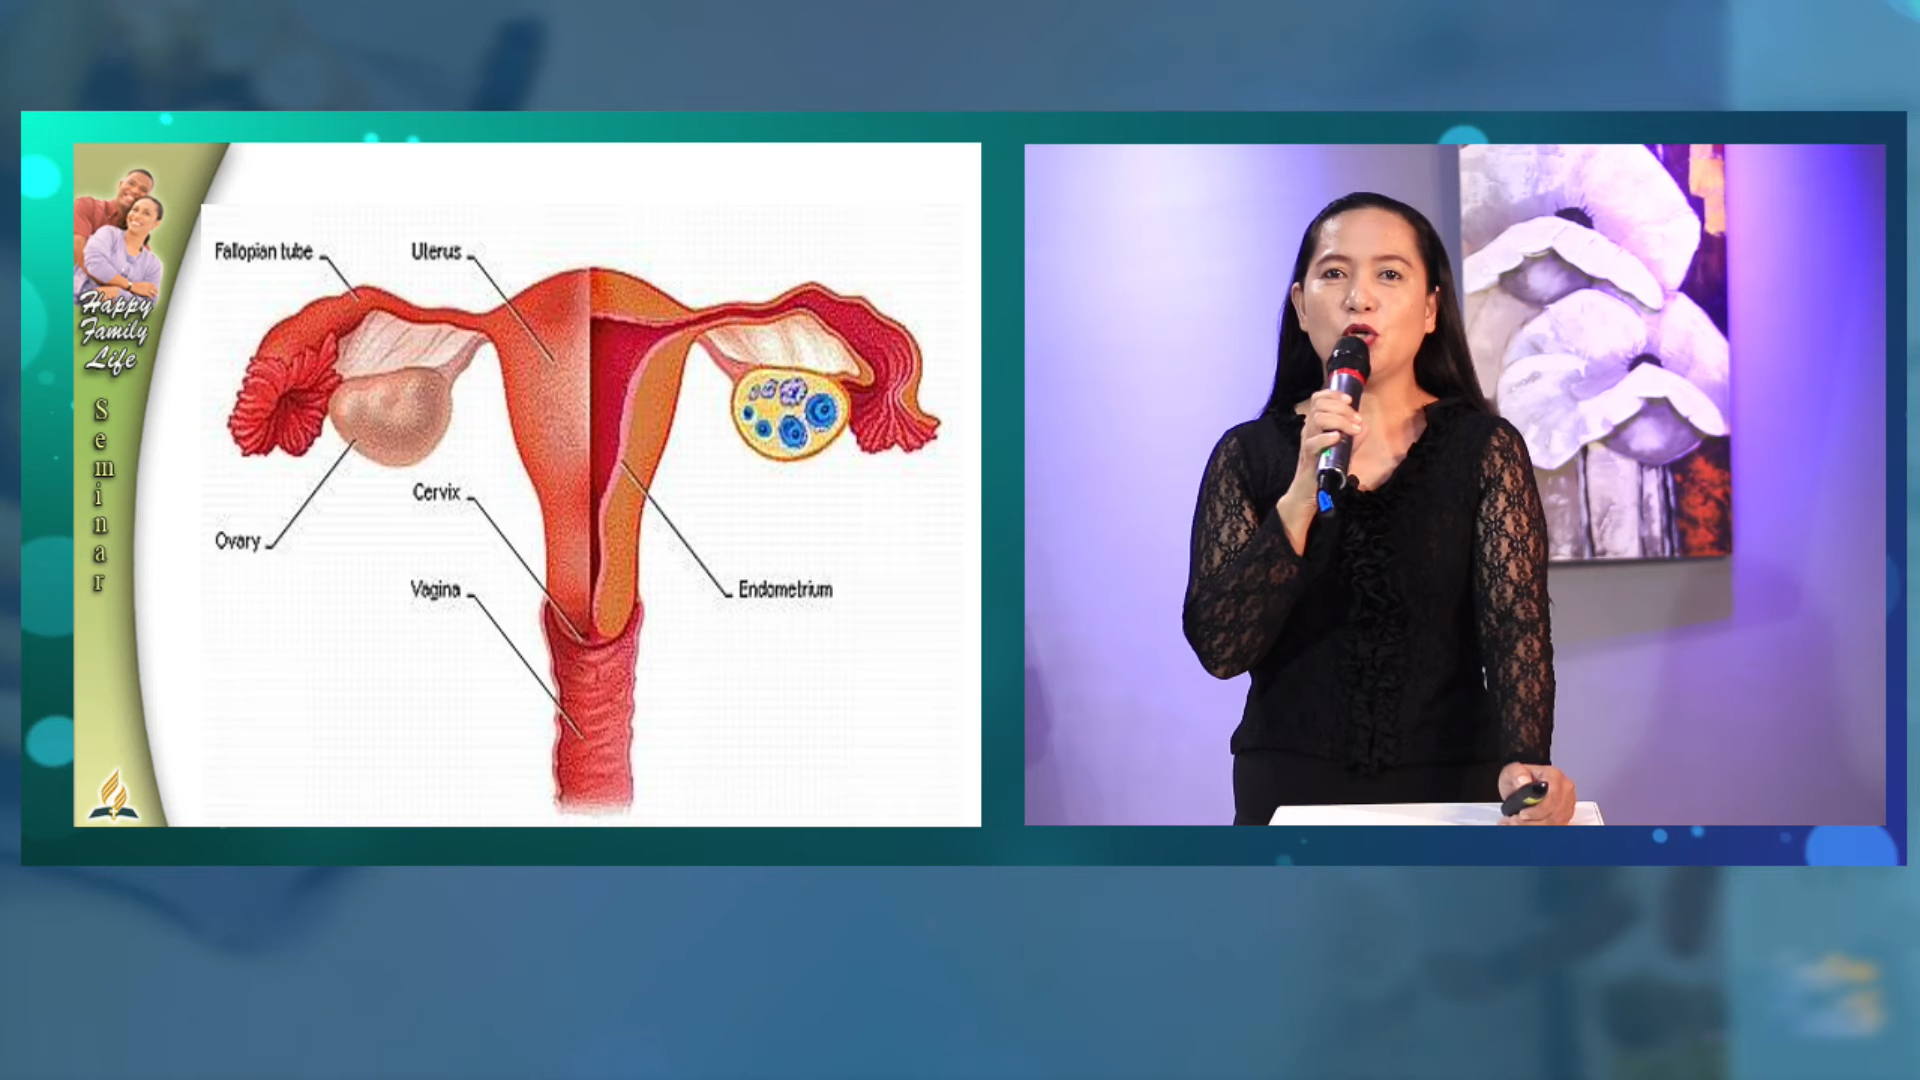 Fallopian tube
Uterus
Happy
Family
Life
Seminar
Cervix
Ovary
Vagina
Endometrium